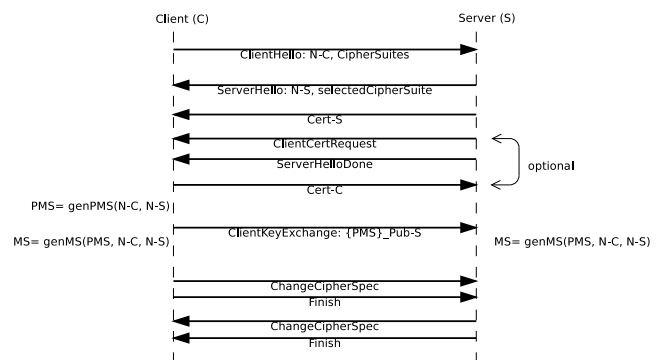 Client (C)
Server (S)
ClientHello: N-C, CipherSuites
ServerHello: N-S, selectedCipherSuite
Cert-S
ClientCertRequest
ServerHelloDone
optional
Cert-C
PMS= genPMS(N-C, N-S)
ClientKeyExchange: {PMS}_Pub-S
MS= genMS(PMS, N-C, N-S)
MS= genMS(PMS, N-C, N-S)
ChangeCipherSpec
Finish
ChangeCipherSpec
Finish